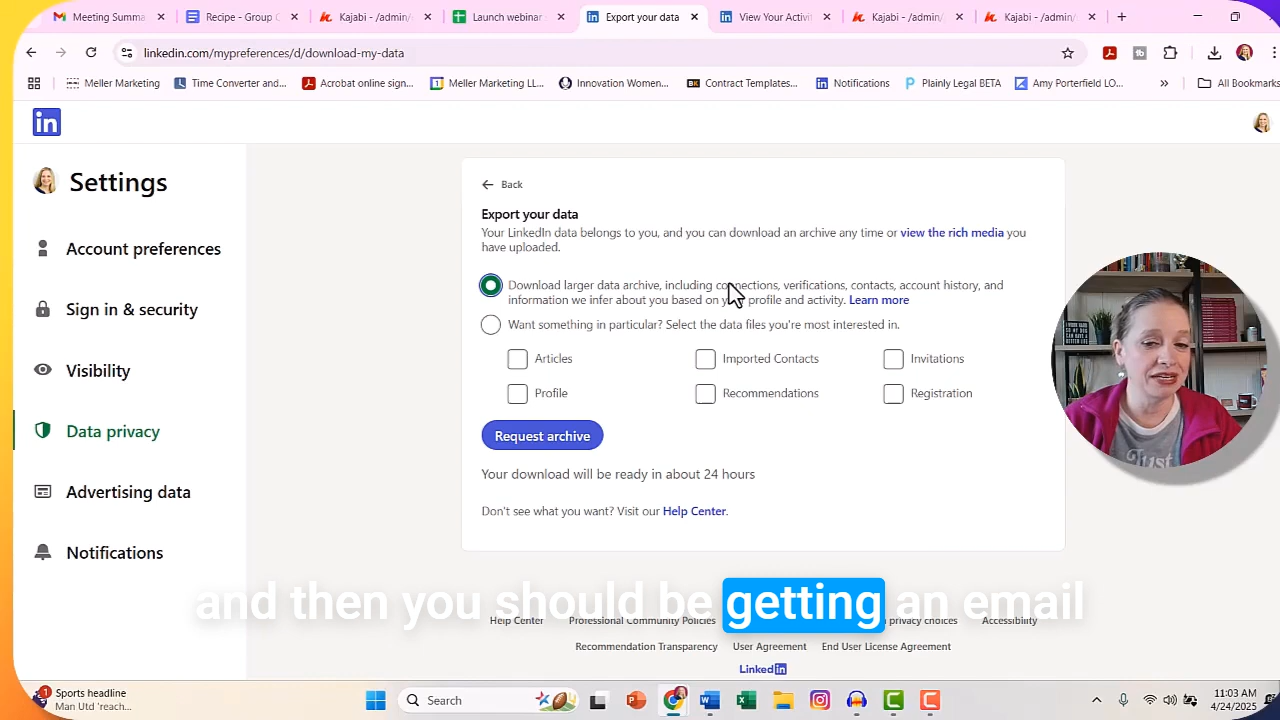 Meeting Summa
Recipe - Group C
Kajabi - /admin/
Launch webinar
Export your data
View Your Activi
Kajabi - /admin/
Kajabi - /admin/
linkedin.com/mypreferences/d/download-my-data
Meller Marketing
Time Converter and...
Acrobat online sign...
Meller Marketing LL...
Innovation Women...
Contract Templates...
Notifications
Plainly Legal BETA
Amy Porterfield LO...
»
All Bookmarks
in
Settings
Account preferences
Sign in & security
Visibility
Data privacy
Advertising data
Notifications
Back
Export your data
Your LinkedIn data belongs to you, and you can download an archive any time or view the rich media you
have uploaded.
Download larger data archive, including connections, verifications, contacts, account history, and
information we infer about you based on your profile and activity. Learn more
Want something in particular? Select the data files you're most interested in.
Articles
Imported Contacts
Invitations
Profile
Recommendations
Registration
Request archive
Your download will be ready in about 24 hours
Don't see what you want? Visit our Help Center.
and then you should be getting an email
Help Center
Professional Community Policies
privacy choices
Accessibility
Recommendation Transparency
User Agreement
End User License Agreement
LinkedIn
1
Sports headline
Man Utd 'reach...
Search
11:03 AM
4/24/2025